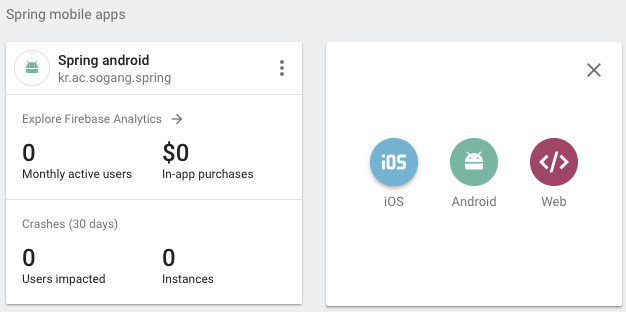 Spring mobile apps
Spring android
kr.ac.sogang.spring
Explore Firebase Analytics
0 $0
Monthly active users In-app purchases
Crashes (30 days)
0 0
Users impacted Instances
iOS
iOS Android Web